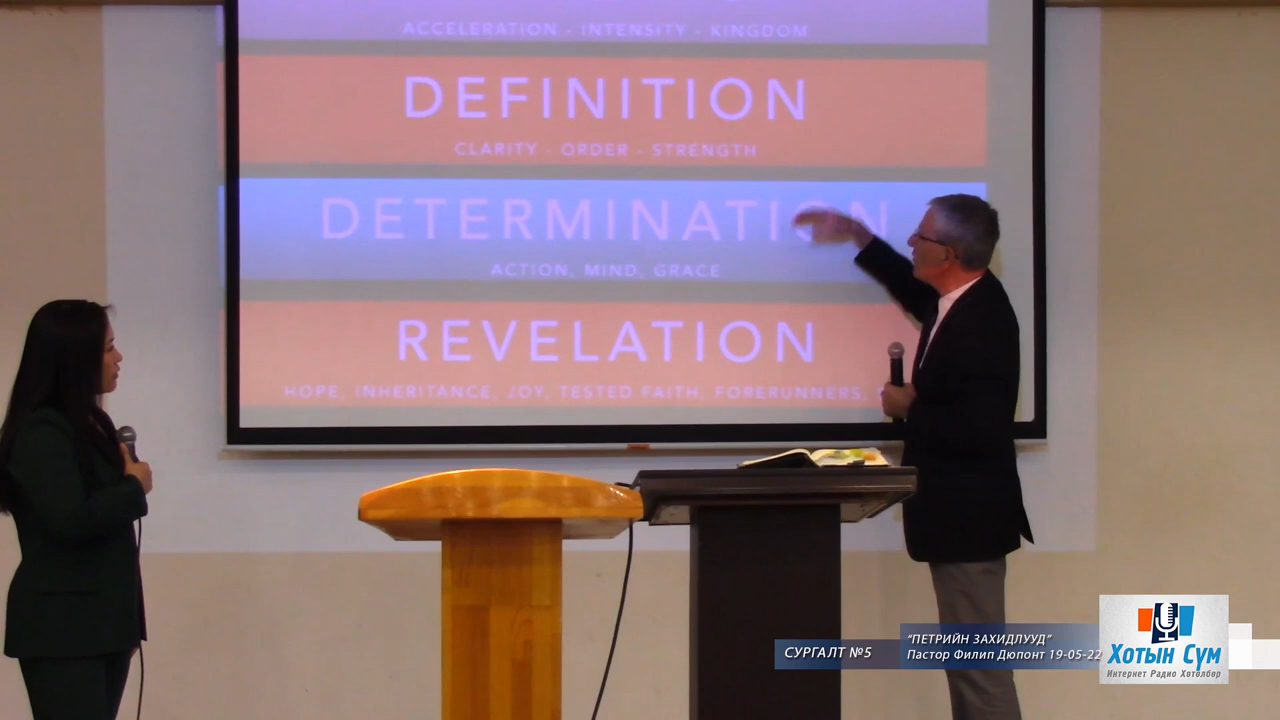 ACCELERATION - INTENSITY - KINGDOM
DEFINITION
CLARITY - ORDER - STRENGTH
DETERMINATION
ACTION, MIND, GRACE
REVELATION
HOPE, INHERITANCE, JOY, TESTED FAITH, FORERUNNERS,
СУРГАЛТ №5
“ПЕТРИЙН ЗАХИДЛУУД”
Пастор Филип Дюпонт 19-05-22
Хотын Сүм
Интернет Радио Хөтөлбөр